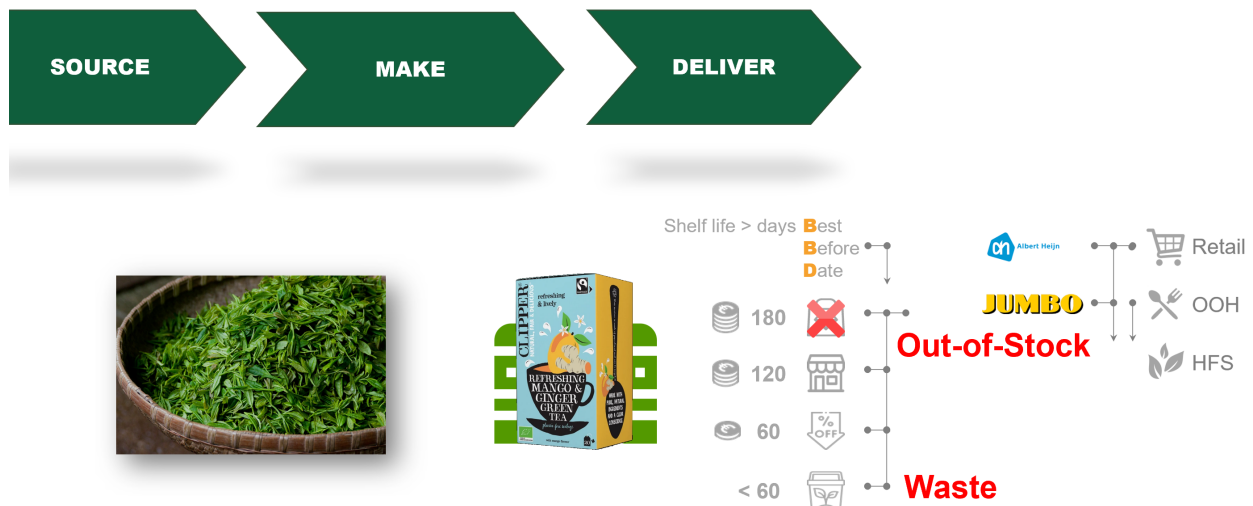 SOURCE
MAKE
DELIVER
Shelf life > days Best
Before
Date
Albert Heijn
Retail
JUMBO
OOH
HFS
180
Out-of-Stock
120
60
% OFF
< 60
Waste
CLIPPER
refreshing
& lively
REFRESHING
MANGO &
GINGER
GREEN
TEA